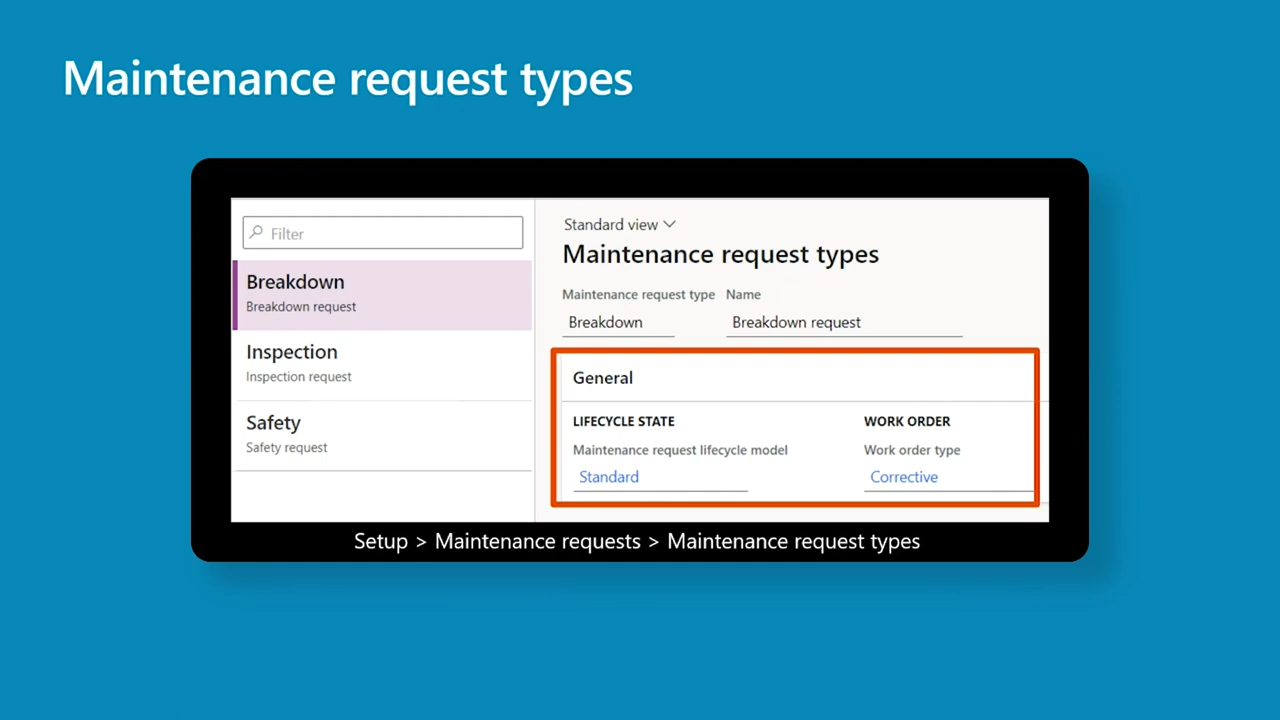 Maintenance request types
Filter
Breakdown
Breakdown request
Inspection
Inspection request
Safety
Safety request
Standard view
Maintenance request types
Maintenance request type Name
Breakdown Breakdown request
General
LIFECYCLE STATE WORK ORDER
Maintenance request lifecycle model Work order type
Standard Corrective
Setup > Maintenance requests > Maintenance request types